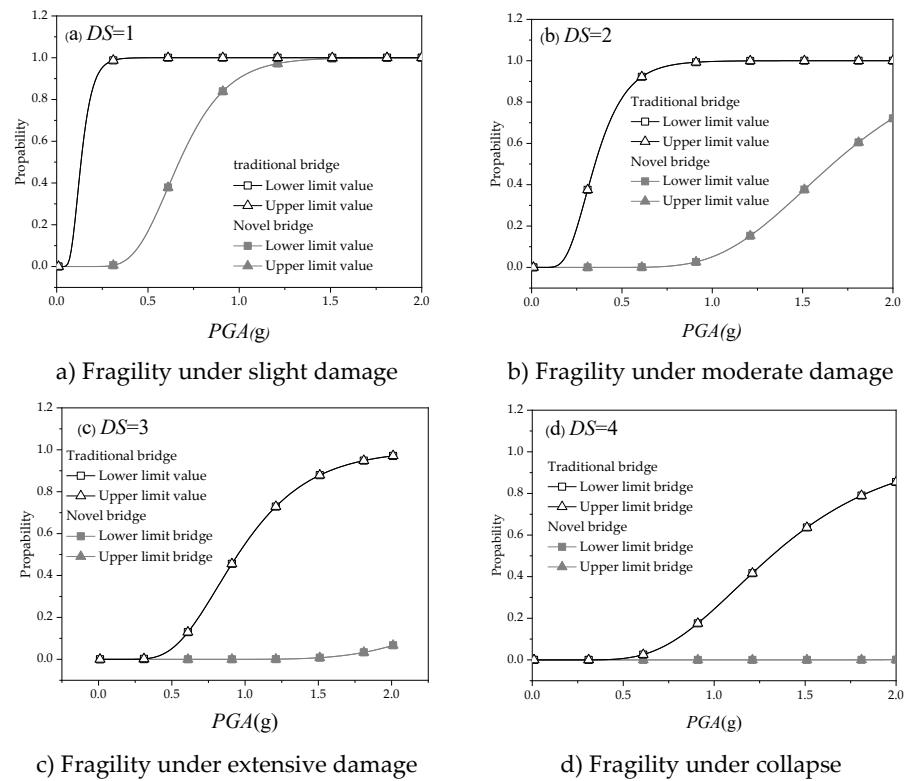 (a) DS=1
1.2
1.0
0.8
0.6
0.4
0.2
0.0
Propability
traditional bridge
Lower limit value
Upper limit value
Novel bridge
Lower limit value
Upper limit value
0.0 0.5 1.0 1.5 2.0
PGA(g)
a) Fragility under slight damage
(b) DS=2
1.2
1.0
0.8
0.6
0.4
0.2
0.0
Propability
Traditional bridge
Lower limit value
Upper limit value
Novel bridge
Lower limit value
Upper limit value
0.0 0.5 1.0 1.5 2.0
PGA(g)
b) Fragility under moderate damage
(c) DS=3
1.2
1.0
0.8
0.6
0.4
0.2
0.0
Propability
Traditional bridge
Lower limit value
Upper limit value
Novel bridge
Lower limit bridge
Upper limit bridge
0.0 0.5 1.0 1.5 2.0
PGA(g)
c) Fragility under extensive damage
(d) DS=4
1.2
1.0
0.8
0.6
0.4
0.2
0.0
Propability
Traditional bridge
Lower limit bridge
Upper limit bridge
Novel bridge
Lower limit bridge
Upper limit bridge
0.0 0.5 1.0 1.5 2.0
PGA(g)
d) Fragility under collapse